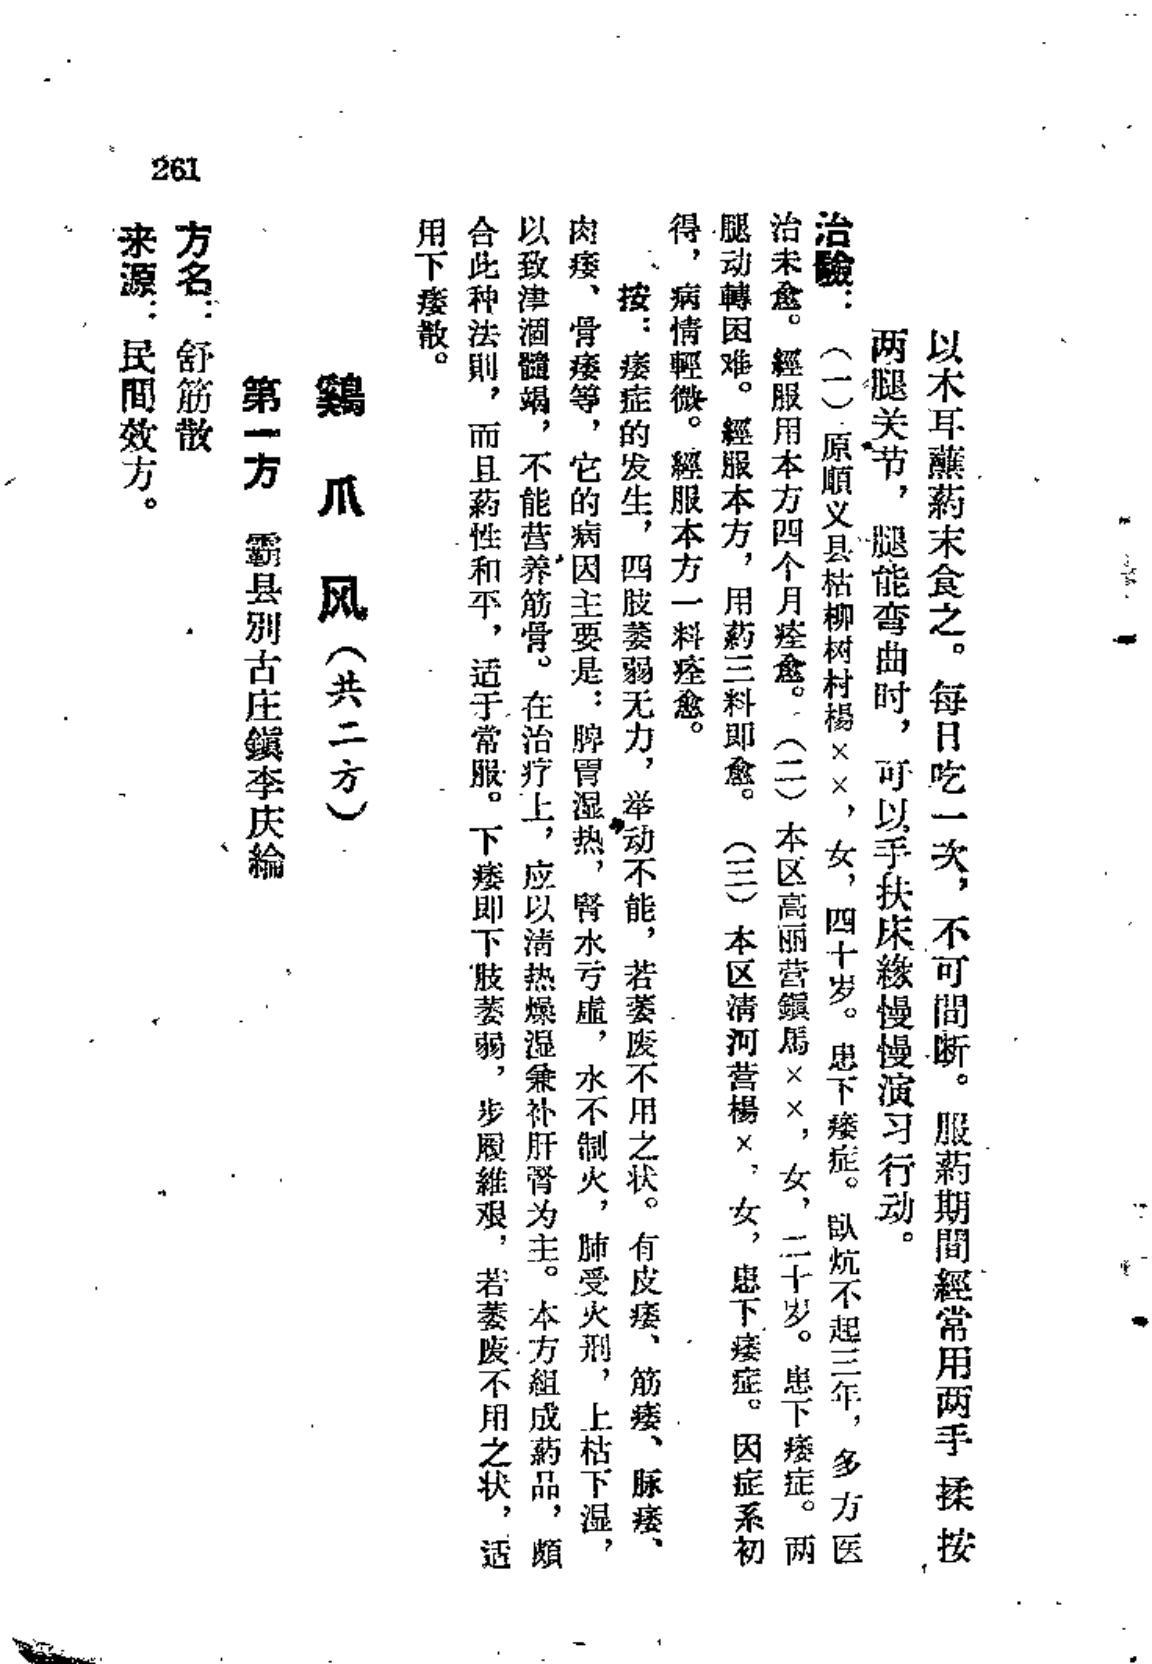 以木耳蘸药末食之。每日吃一次，不可間断。服药期間經常用两手揉按
两腿关节，腿能弯曲时，可以手扶床緣慢慢演习行动。
治驗：（一）原順义县枯柳树村楊××，女，四十岁。患下痿症。臥炕不起三年，多方医
治未愈。經服用本方四个月痊愈。（二）本区高丽营鎭馬××，女，二十岁。患下痿症。两
腿动轉困难。經服本方，用药三料即愈。（三）本区淸河营楊×，女，患下痿症。因症系初
得，病情輕微。經服本方一料痊愈。
按：痿症的发生，四肢萎弱无力，举动不能，若萎废不用之状。有皮痿、筋痿、脉痿、
肉痿、骨痿等，它的病因主要是：脾胃湿热，腎水亏虛，水不制火，肺受火刑，上枯下湿，
以致津涸髓竭，不能营养筋骨。在治疗上，应以淸热燥湿兼补肝腎为主。本方組成葯品，頗
合此种法則，而且葯性和平，适于常服。下痿即下肢萎弱，步履維艰，若萎废不用之状，适
用下痿散。
鷄爪风（共二方）
第一方 霸县別古庄鎭李庆綸
方名：舒筋散
来源：民間效方。
261